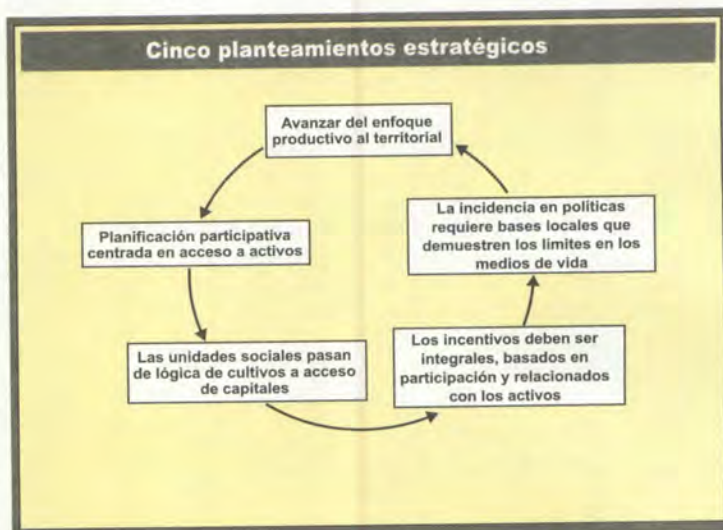 Cinco planteamientos estratégicos
Avanzar del enfoque
productivo al territorial
Planificación participativa
centrada en acceso a activos
Las unidades sociales pasan
de lógica de cultivos a acceso
de capitales
Los incentivos deben ser
integrales, basados en
participación y relacionados
con los activos
La incidencia en políticas
requiere bases locales que
demuestren los limites en los
medios de vida